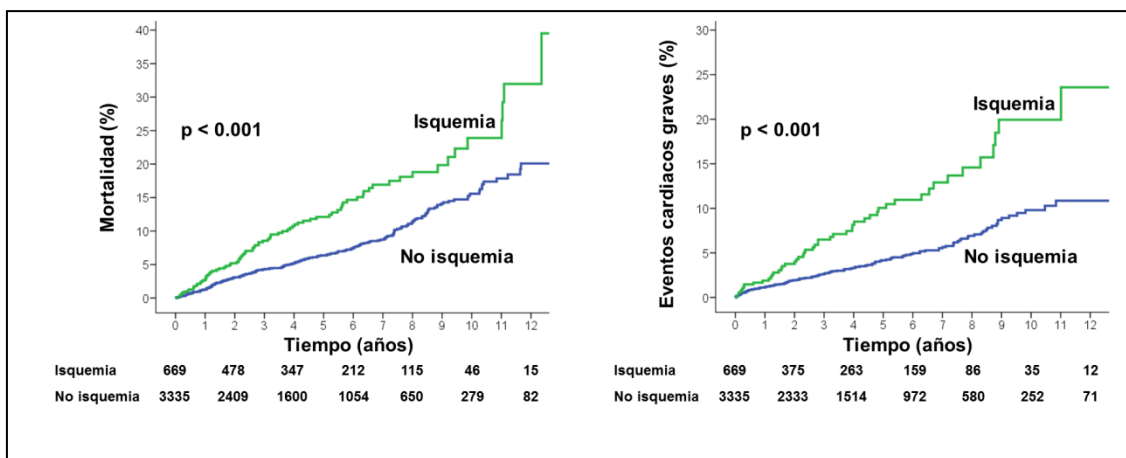 Mortalidad (%)
40
35
30
25
20
15
10
5
0
p < 0.001
Isquemia
No isquemia
0 1 2 3 4 5 6 7 8 9 10 11 12
Tiempo (años)
Isquemia 669 478 347 212 115 46 15
No isquemia 3335 2409 1600 1054 650 279 82
Eventos cardiacos graves (%)
30
25
20
15
10
5
0
p < 0.001
Isquemia
No isquemia
0 1 2 3 4 5 6 7 8 9 10 11 12
Tiempo (años)
Isquemia 669 375 263 159 86 35 12
No isquemia 3335 2333 1514 972 580 252 71